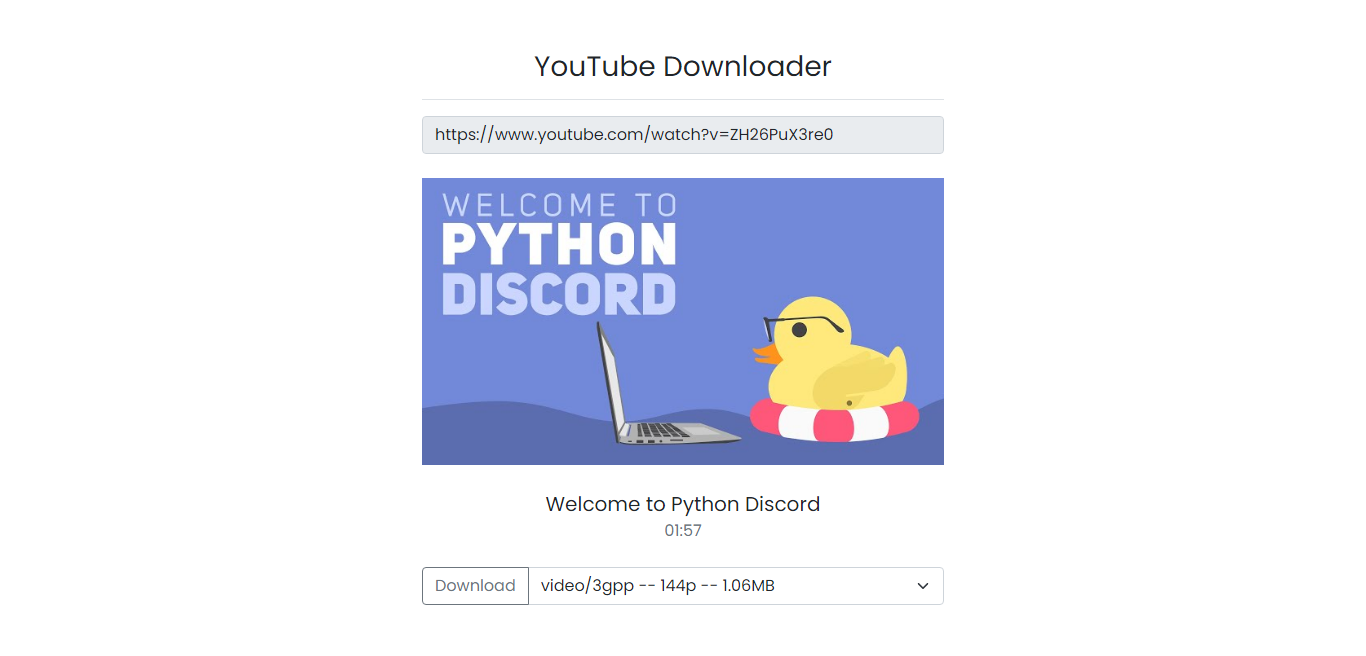 YouTube Downloader
https://www.youtube.com/watch?v=ZH26PuX3re0
WELCOME TO
PYTHON
DISCORD
Welcome to Python Discord
01:57
Download
video/3gpp -- 144p -- 1.06MB